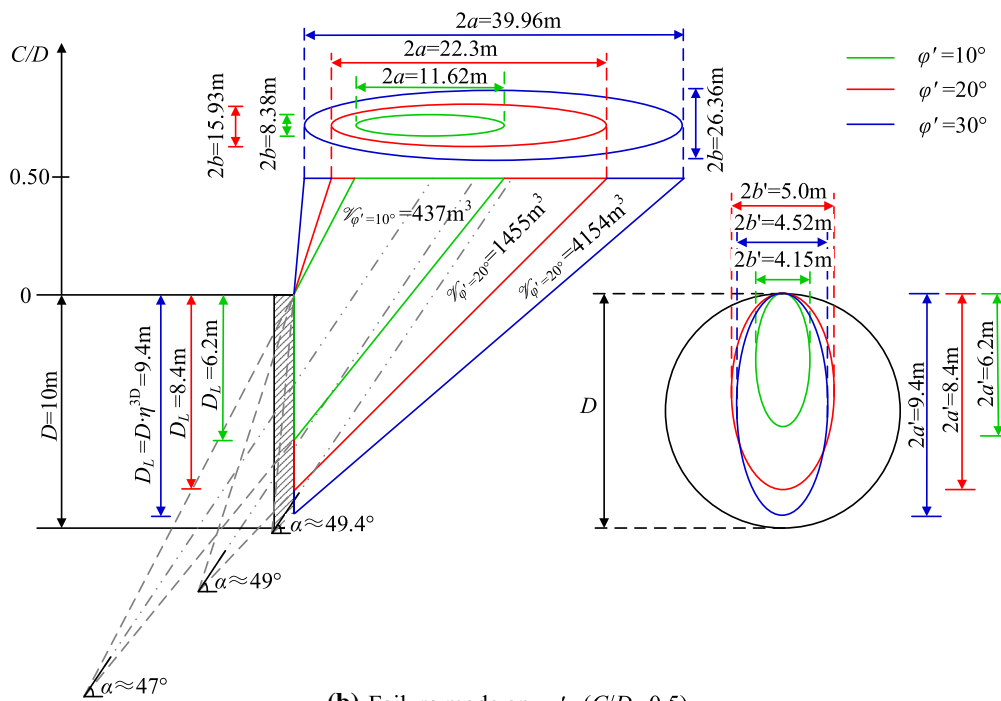 2a=39.96m
C/D
2a=22.3m
φ′=10°
2a=11.62m
φ′=20°
2b=15.93m
2b=8.38m
2b=26.36m
φ′=30°
0.50
𝒱φ′=10°=437m³
𝒱φ′=20°=1455m³
𝒱φ′=20°=4154m³
2b'=5.0m
2b'=4.52m
2b'=4.15m
0
D=10m
D_L=D·η³ᴰ=9.4m
D_L=8.4m
D_L=6.2m
D
2a'=9.4m
2a'=8.4m
2a'=6.2m
α≈49.4°
α≈49°
α≈47°